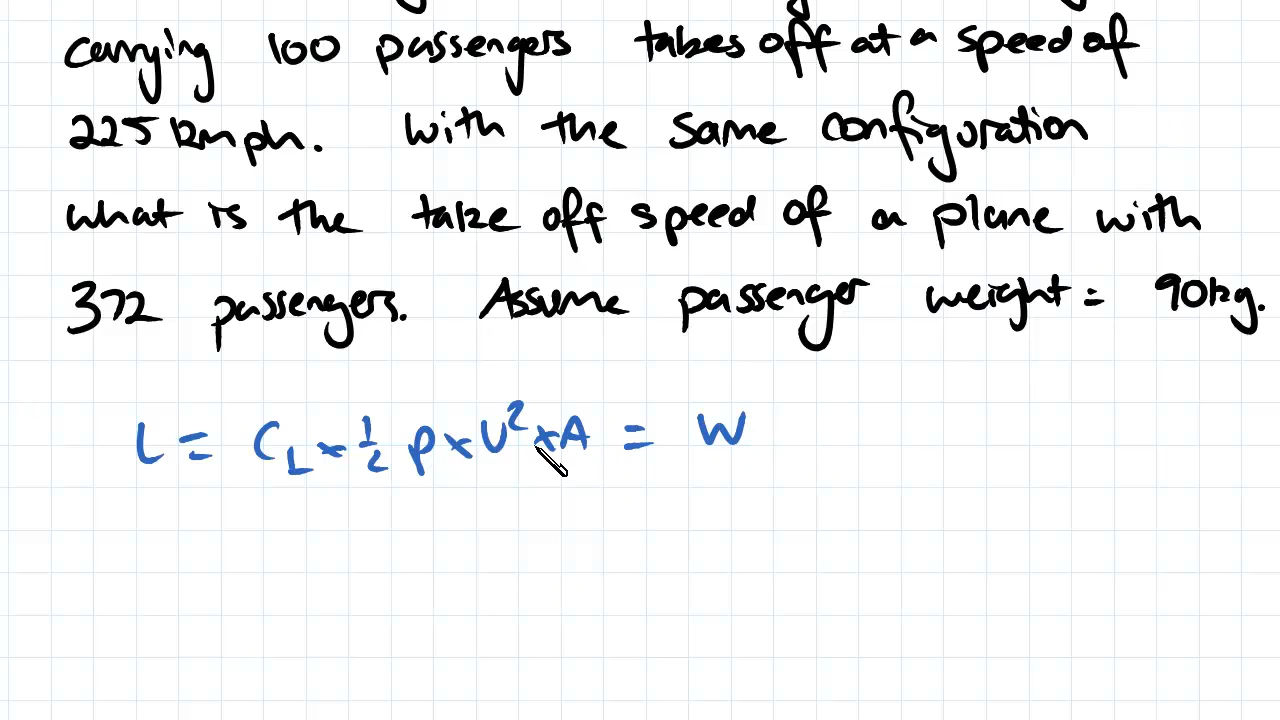 carrying 100 passengers takes off at a speed of
225 kmph. with the same configuration
what is the take off speed of a plane with
372 passengers. Assume passenger weight = 90kg.
L = C_L × 1/2 ρ × U² × A = W